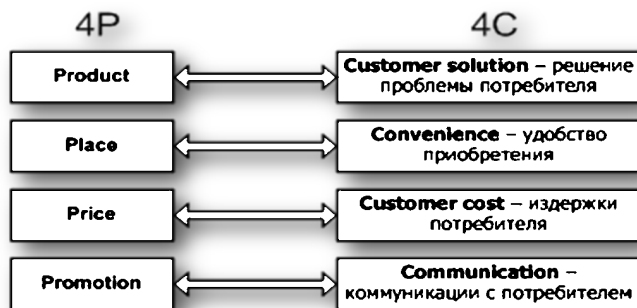 4P
4C
Product
Customer solution – решение
проблемы потребителя
Place
Convenience – удобство
приобретения
Price
Customer cost – издержки
потребителя
Promotion
Communication –
коммуникации с потребителем